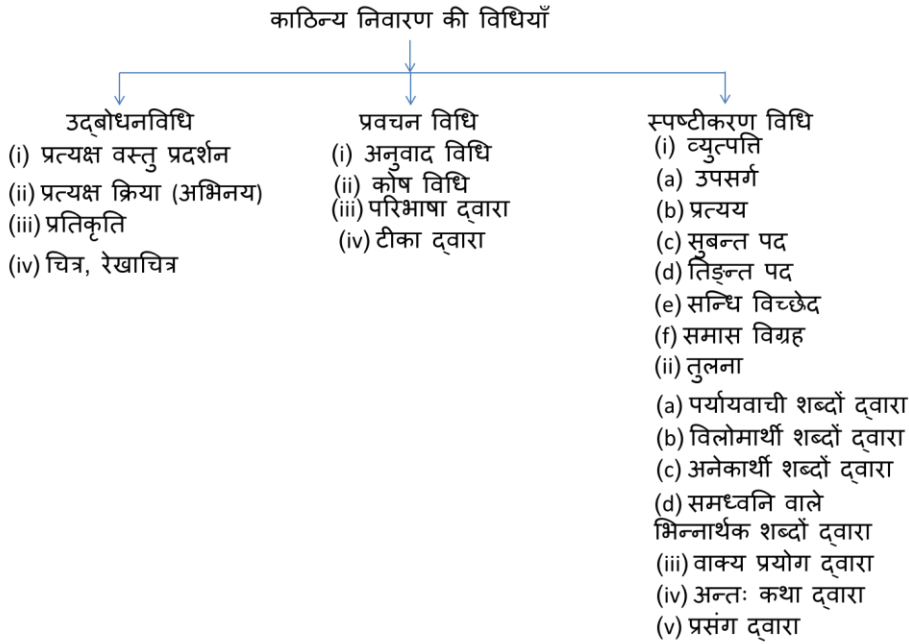 काठिन्य निवारण की विधियाँ
उद्बोधनविधि
(i) प्रत्यक्ष वस्तु प्रदर्शन
(ii) प्रत्यक्ष क्रिया (अभिनय)
(iii) प्रतिकृति
(iv) चित्र, रेखाचित्र
प्रवचन विधि
(i) अनुवाद विधि
(ii) कोष विधि
(iii) परिभाषा द्वारा
(iv) टीका द्वारा
स्पष्टीकरण विधि
(i) व्युत्पत्ति
(a) उपसर्ग
(b) प्रत्यय
(c) सुबन्त पद
(d) तिङ्न्त पद
(e) सन्धि विच्छेद
(f) समास विग्रह
(ii) तुलना
(a) पर्यायवाची शब्दों द्वारा
(b) विलोमार्थी शब्दों द्वारा
(c) अनेकार्थी शब्दों द्वारा
(d) समध्वनि वाले
भिन्नार्थक शब्दों द्वारा
(iii) वाक्य प्रयोग द्वारा
(iv) अन्तः कथा द्वारा
(v) प्रसंग द्वारा